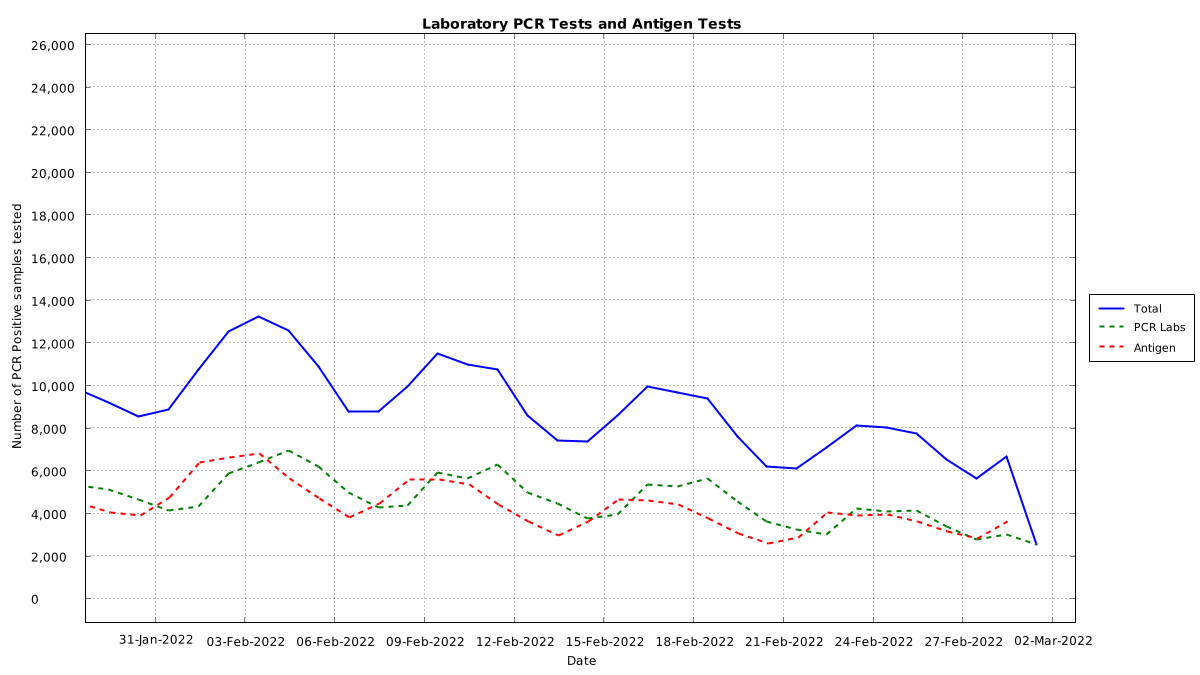 Laboratory PCR Tests and Antigen Tests
Number of PCR Positive samples tested
26,000
24,000
22,000
20,000
18,000
16,000
14,000
12,000
10,000
8,000
6,000
4,000
2,000
0
31-Jan-2022 03-Feb-2022 06-Feb-2022 09-Feb-2022 12-Feb-2022 15-Feb-2022 18-Feb-2022 21-Feb-2022 24-Feb-2022 27-Feb-2022 02-Mar-2022
Date
Total
PCR Labs
Antigen